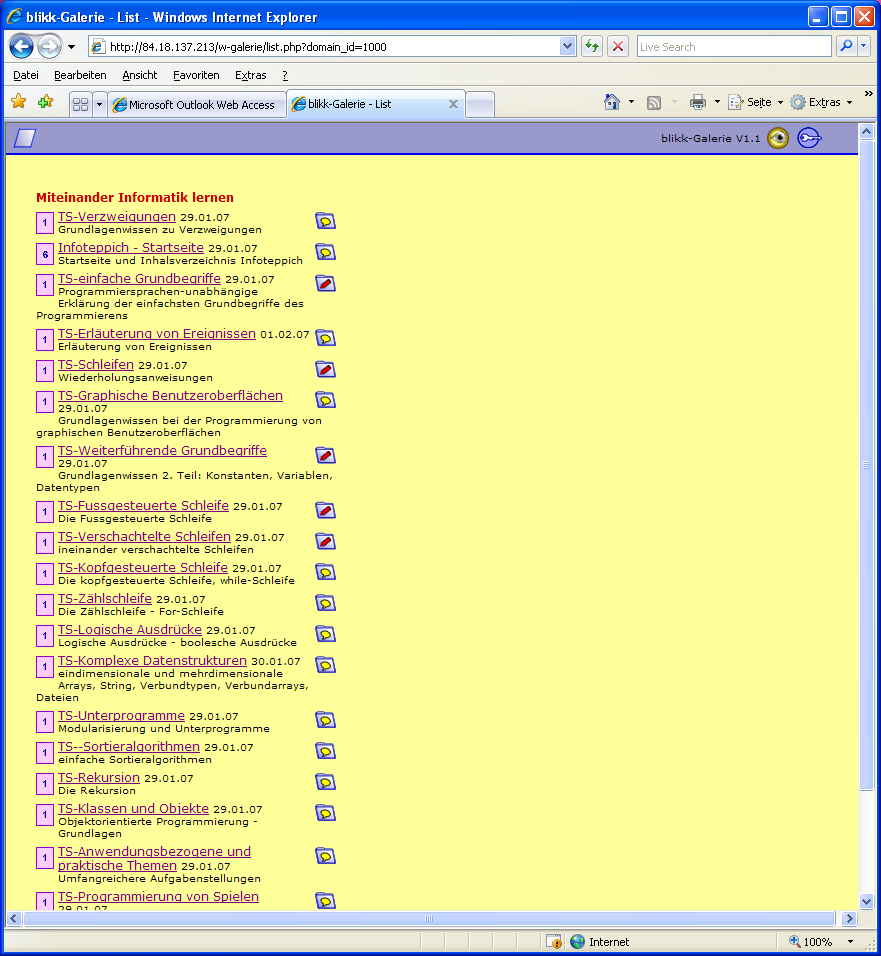 blikk-Galerie - List - Windows Internet Explorer
http://84.18.137.213/w-galerie/list.php?domain_id=1000
Live Search
Datei Bearbeiten Ansicht Favoriten Extras ?
Microsoft Outlook Web Access
blikk-Galerie - List
Seite
Extras
»
blikk-Galerie V1.1
Miteinander Informatik lernen
1 TS-Verzweigungen 29.01.07
Grundlagenwissen zu Verzweigungen
6 Infoteppich - Startseite 29.01.07
Startseite und Inhalsverzeichnis Infoteppich
1 TS-einfache Grundbegriffe 29.01.07
Programmiersprachen-unabhängige
Erklärung der einfachsten Grundbegriffe des
Programmierens
1 TS-Erläuterung von Ereignissen 01.02.07
Erläuterung von Ereignissen
1 TS-Schleifen 29.01.07
Wiederholungsanweisungen
1 TS-Graphische Benutzeroberflächen
29.01.07
Grundlagenwissen bei der Programmierung von
graphischen Benutzeroberflächen
1 TS-Weiterführende Grundbegriffe
29.01.07
Grundlagenwissen 2. Teil: Konstanten, Variablen,
Datentypen
1 TS-Fussgesteuerte Schleife 29.01.07
Die Fussgesteuerte Schleife
1 TS-Verschachtelte Schleifen 29.01.07
ineinander verschachtelte Schleifen
1 TS-Kopfgesteuerte Schleife 29.01.07
Die kopfgesteuerte Schleife, while-Schleife
1 TS-Zählschleife 29.01.07
Die Zählschleife - For-Schleife
1 TS-Logische Ausdrücke 29.01.07
Logische Ausdrücke - boolesche Ausdrücke
1 TS-Komplexe Datenstrukturen 30.01.07
eindimensionale und mehrdimensionale
Arrays, String, Verbundtypen, Verbundarrays,
Dateien
1 TS-Unterprogramme 29.01.07
Modularisierung und Unterprogramme
1 TS--Sortieralgorithmen 29.01.07
einfache Sortieralgorithmen
1 TS-Rekursion 29.01.07
Die Rekursion
1 TS-Klassen und Objekte 29.01.07
Objektorientierte Programmierung -
Grundlagen
1 TS-Anwendungsbezogene und
praktische Themen 29.01.07
Umfangreichere Aufgabenstellungen
1 TS-Programmierung von Spielen
29.01.07
Internet
100%